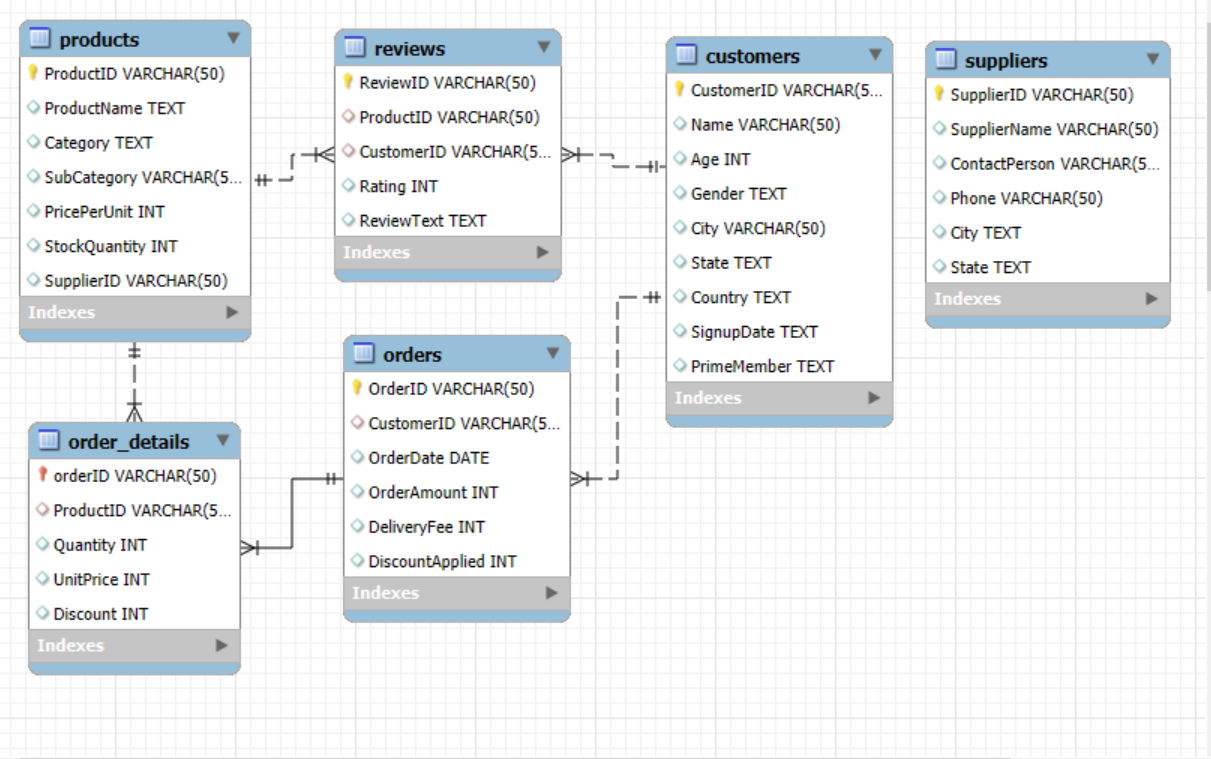 products
ProductID VARCHAR(50)
ProductName TEXT
Category TEXT
SubCategory VARCHAR(5...
PricePerUnit INT
StockQuantity INT
SupplierID VARCHAR(50)
Indexes
reviews
ReviewID VARCHAR(50)
ProductID VARCHAR(50)
CustomerID VARCHAR(5...
Rating INT
ReviewText TEXT
Indexes
customers
CustomerID VARCHAR(5...
Name VARCHAR(50)
Age INT
Gender TEXT
City VARCHAR(50)
State TEXT
Country TEXT
SignupDate TEXT
PrimeMember TEXT
Indexes
suppliers
SupplierID VARCHAR(50)
SupplierName VARCHAR(50)
ContactPerson VARCHAR(5...
Phone VARCHAR(50)
City TEXT
State TEXT
Indexes
order_details
orderID VARCHAR(50)
ProductID VARCHAR(5...
Quantity INT
UnitPrice INT
Discount INT
Indexes
orders
OrderID VARCHAR(50)
CustomerID VARCHAR(5...
OrderDate DATE
OrderAmount INT
DeliveryFee INT
DiscountApplied INT
Indexes